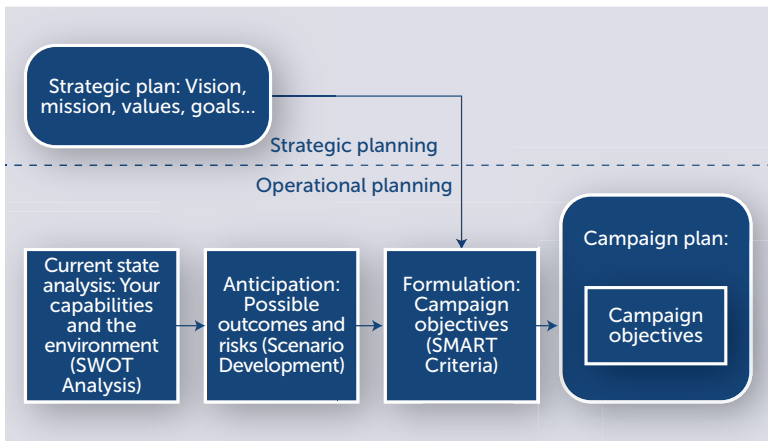 Strategic plan: Vision,
mission, values, goals...
Strategic planning
Operational planning
Current state
analysis: Your
capabilities
and the
environment
(SWOT
Analysis)
Anticipation:
Possible
outcomes and
risks (Scenario
Development)
Formulation:
Campaign
objectives
(SMART
Criteria)
Campaign plan:
Campaign
objectives